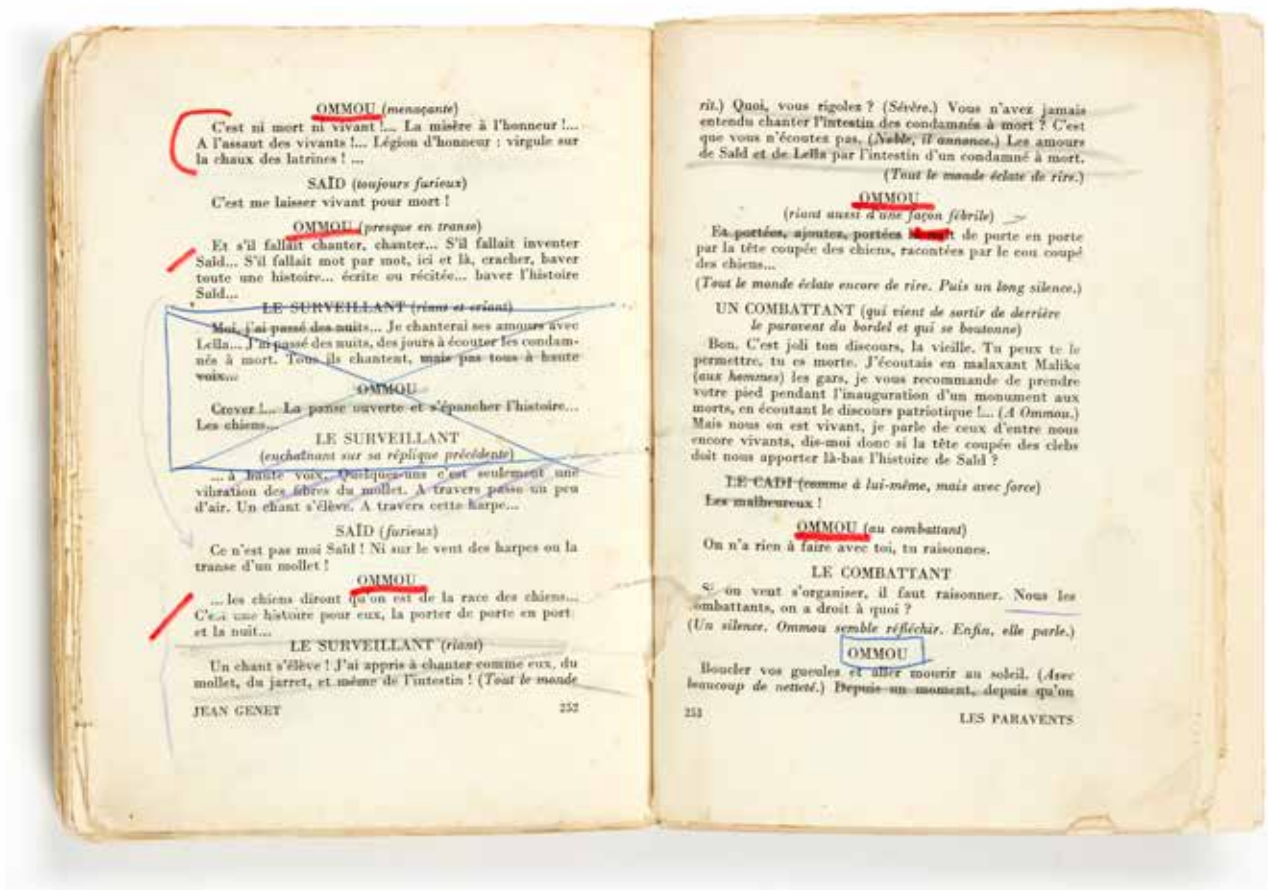 OMMOU (menaçante)
C'est ni mort ni vivant !... La misère à l'honneur !...
A l'assaut des vivants !... Légion d'honneur : virgule sur
la chaux des latrines ! ...
SAÏD (toujours furieux)
C'est me laisser vivant pour mort !
OMMOU (presque en transe)
Et s'il fallait chanter, chanter... S'il fallait inventer
Saïd... S'il fallait mot par mot, ici et là, cracher, baver
toute une histoire... écrite ou récitée... baver l'histoire
Saïd...
LE SURVEILLANT (riant et criant)
Moi, j'ai passé des nuits... Je chanterai ses amours avec
Leïla... J'ai passé des nuits, des jours à écouter les condam-
nés à mort. Tous ils chantent, mais pas tous à haute
voix...
OMMOU
Crever !... La panse ouverte et s'épancher l'histoire...
Les chiens...
LE SURVEILLANT
(enchaînant sur sa réplique précédente)
... à haute voix. Quelques-uns c'est seulement une
vibration des fibres du mollet. A travers passe un peu
d'air. Un chant s'élève. A travers cette harpe...
SAÏD (furieux)
Ce n'est pas moi Saïd ! Ni sur le vent des harpes ou la
transe d'un mollet !
OMMOU
... les chiens diront qu'on est de la race des chiens...
C'est une histoire pour eux, la porter de porte en port
et la nuit...
LE SURVEILLANT (riant)
Un chant s'élève ! J'ai appris à chanter comme eux, du
mollet, du jarret, et même de l'intestin ! (Tout le monde
JEAN GENET 252
rit.) Quoi, vous rigolez ? (Sévère.) Vous n'avez jamais
entendu chanter l'intestin des condamnés à mort ? C'est
que vous n'écoutez pas. (Noble, il annonce.) Les amours
de Saïd et de Leïla par l'intestin d'un condamné à mort.
(Tout le monde éclate de rire.)
OMMOU
(riant aussi d'une façon fébrile)
Et portées, ajoutez, portées de porte en porte
par la tête coupée des chiens, racontées par le cou coupé
des chiens...
(Tout le monde éclate encore de rire. Puis un long silence.)
UN COMBATTANT (qui vient de sortir de derrière
le paravent du bordel et qui se boutonne)
Bon. C'est joli ton discours, la vieille. Tu peux te le
permettre, tu es morte. J'écoutais en malaxant Malika
(aux hommes) les gars, je vous recommande de prendre
votre pied pendant l'inauguration d'un monument aux
morts, en écoutant le discours patriotique !... (A Ommou.)
Mais nous on est vivant, je parle de ceux d'entre nous
encore vivants, dis-moi donc si la tête coupée des clebs
doit nous apporter là-bas l'histoire de Saïd ?
LE CADI (comme à lui-même, mais avec force)
Les malheureux !
OMMOU (au combattant)
On n'a rien à faire avec toi, tu raisonnes.
LE COMBATTANT
Si on veut s'organiser, il faut raisonner. Nous les
combattants, on a droit à quoi ?
(Un silence. Ommou semble réfléchir. Enfin, elle parle.)
OMMOU
Boucler vos gueules et aller mourir au soleil. (Avec
beaucoup de netteté.) Depuis un moment, depuis qu'on
253 LES PARAVENTS